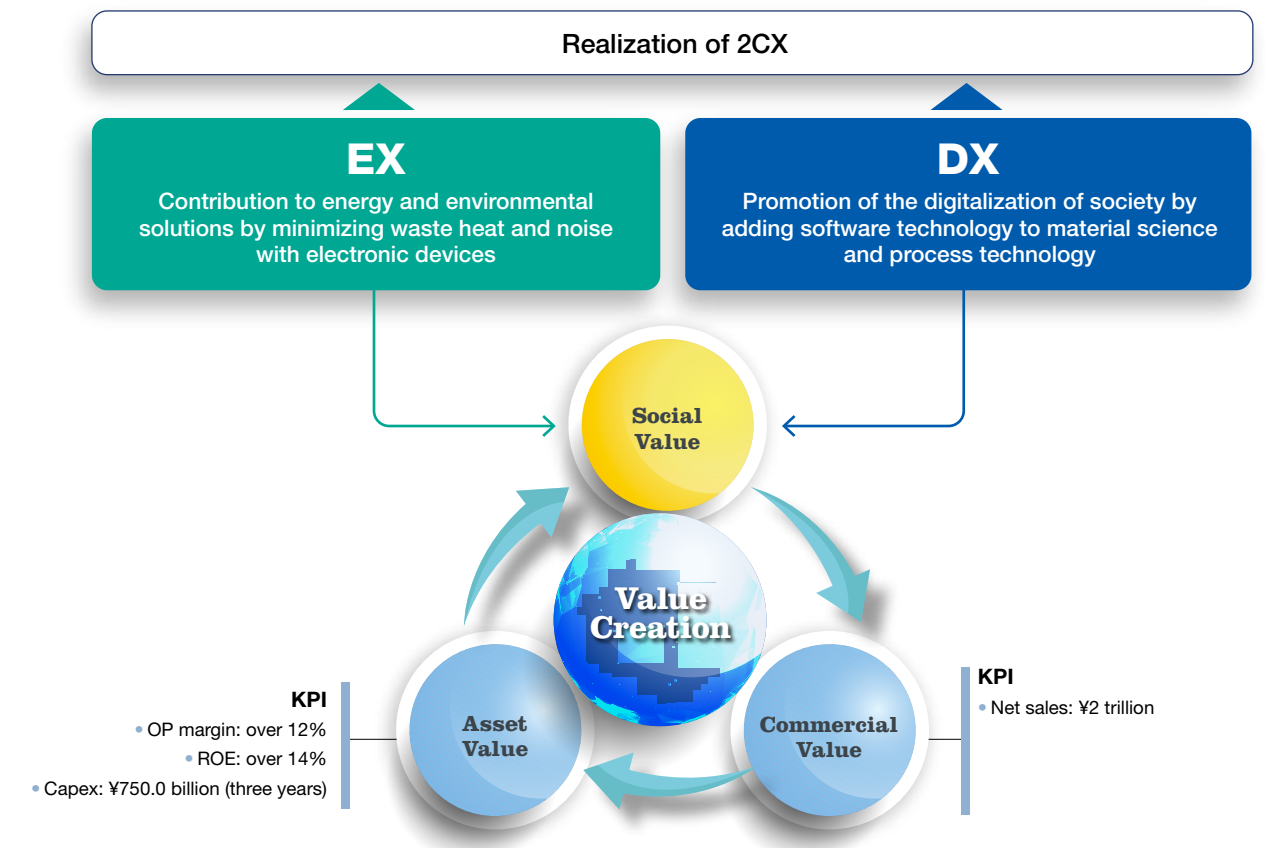 Realization of 2CX
EX
Contribution to energy and environmental
solutions by minimizing waste heat and noise
with electronic devices
DX
Promotion of the digitalization of society by
adding software technology to material science
and process technology
Social
Value
Value
Creation
KPI
• OP margin: over 12%
• ROE: over 14%
• Capex: ¥750.0 billion (three years)
Asset
Value
Commercial
Value
KPI
• Net sales: ¥2 trillion